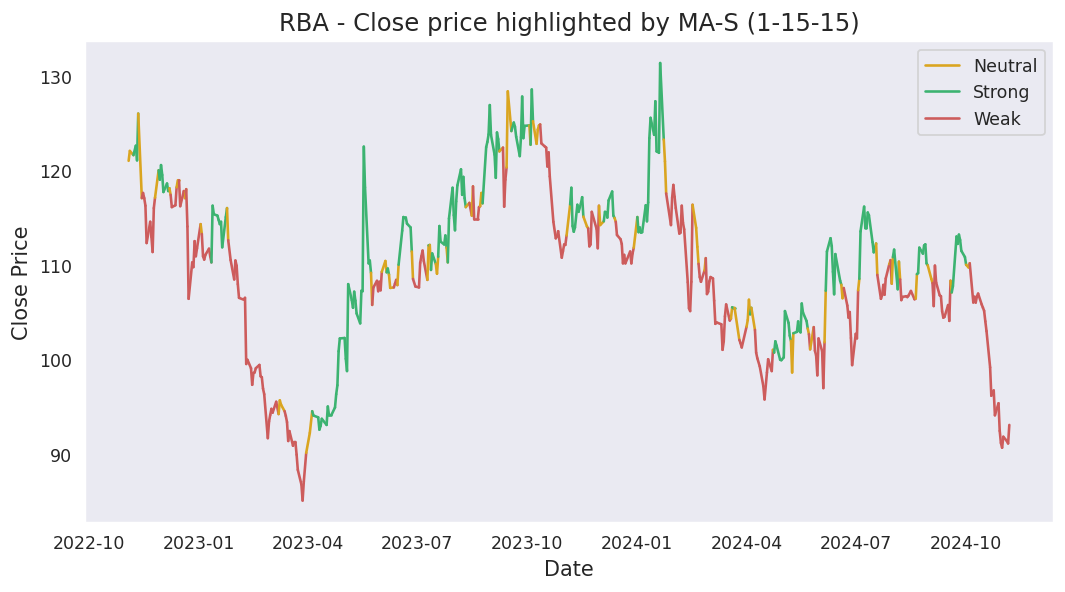 RBA - Close price highlighted by MA-S (1-15-15)
Neutral
Strong
Weak
Close Price
130
120
110
100
90
2022-10 2023-01 2023-04 2023-07 2023-10 2024-01 2024-04 2024-07 2024-10
Date